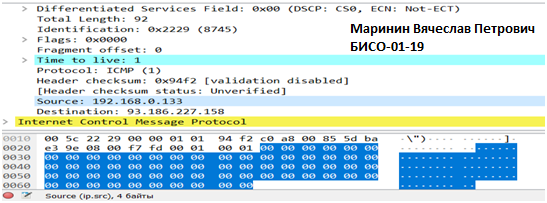 > Differentiated Services Field: 0x00 (DSCP: CS0, ECN: Not-ECT)
Total Length: 92
Identification: 0x2229 (8745)
> Flags: 0x0000
Fragment offset: 0
> Time to live: 1
Protocol: ICMP (1)
Header checksum: 0x94f2 [validation disabled]
[Header checksum status: Unverified]
Source: 192.168.0.133
Destination: 93.186.227.158
> Internet Control Message Protocol
Маринин Вячеслав Петрович
БИСО-01-19
0010 00 5c 22 29 00 00 01 01 94 f2 c0 a8 00 85 5d ba ·\")···· ······]·
0020 e3 9e 08 00 f7 fd 00 01 00 01 00 00 00 00 00 00 ········ ········
0030 00 00 00 00 00 00 00 00 00 00 00 00 00 00 00 00 ········ ········
0040 00 00 00 00 00 00 00 00 00 00 00 00 00 00 00 00 ········ ········
0050 00 00 00 00 00 00 00 00 00 00 00 00 00 00 00 00 ········ ········
0060 00 00 00 00 00 00 00 00 00 00 ········ ··
Source (ip.src), 4 байты